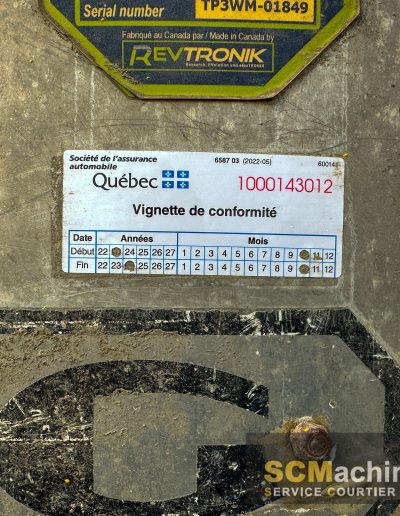 Serial number TP3WM-01849
Fabriqué au Canada par / Made in Canada by
REVTRONIK
Société de l'assurance automobile
6587 03 (2022-05)
Québec
1000143012
Vignette de conformité
Date Années Mois
Début 22 24 25 26 27 1 2 3 4 5 6 7 8 9 11 12
Fin 22 23 25 26 27 1 2 3 4 5 6 7 8 9 11 12
SCMachin
SERVICE COURTIER